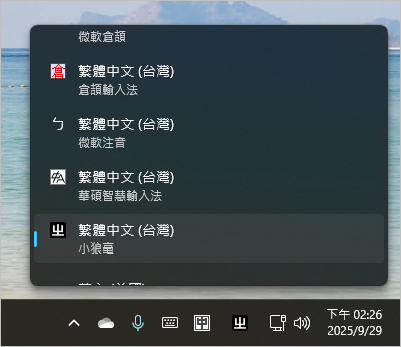 微軟倉頡
倉 繁體中文 (台灣)
倉頡輸入法
ㄅ 繁體中文 (台灣)
微軟注音
繁體中文 (台灣)
華碩智慧輸入法
繁體中文 (台灣)
小狼毫
下午 02:26
2025/9/29